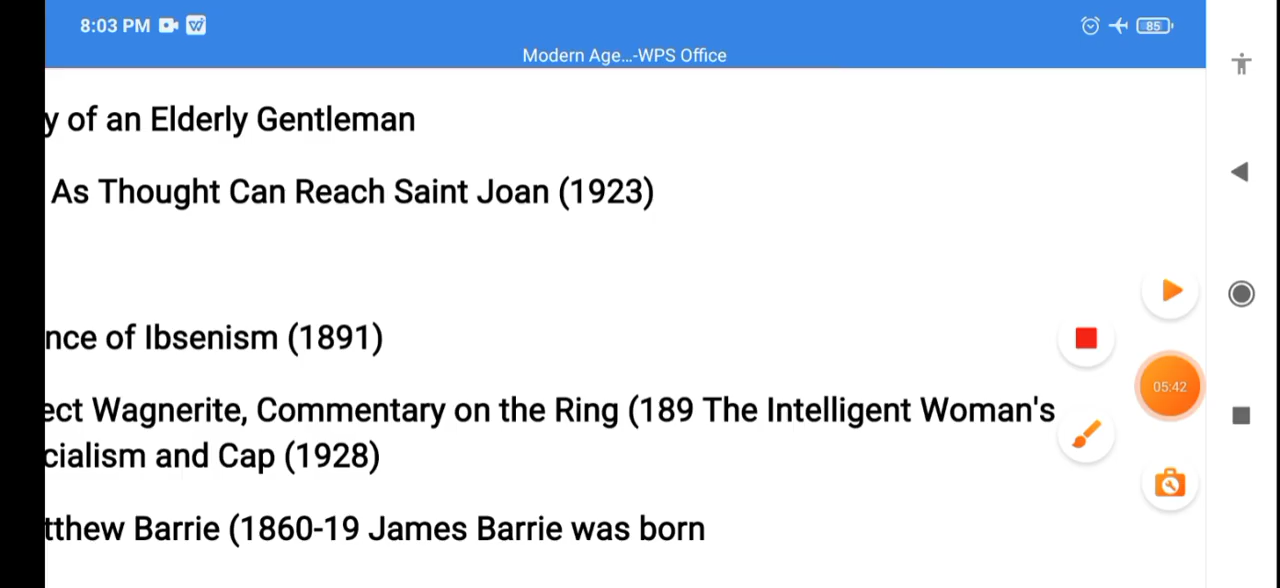 8:03 PM
85
Modern Age...-WPS Office
y of an Elderly Gentleman
As Thought Can Reach Saint Joan (1923)
nce of Ibsenism (1891)
ect Wagnerite, Commentary on the Ring (189 The Intelligent Woman's
cialism and Cap (1928)
05:42
tthew Barrie (1860-19 James Barrie was born